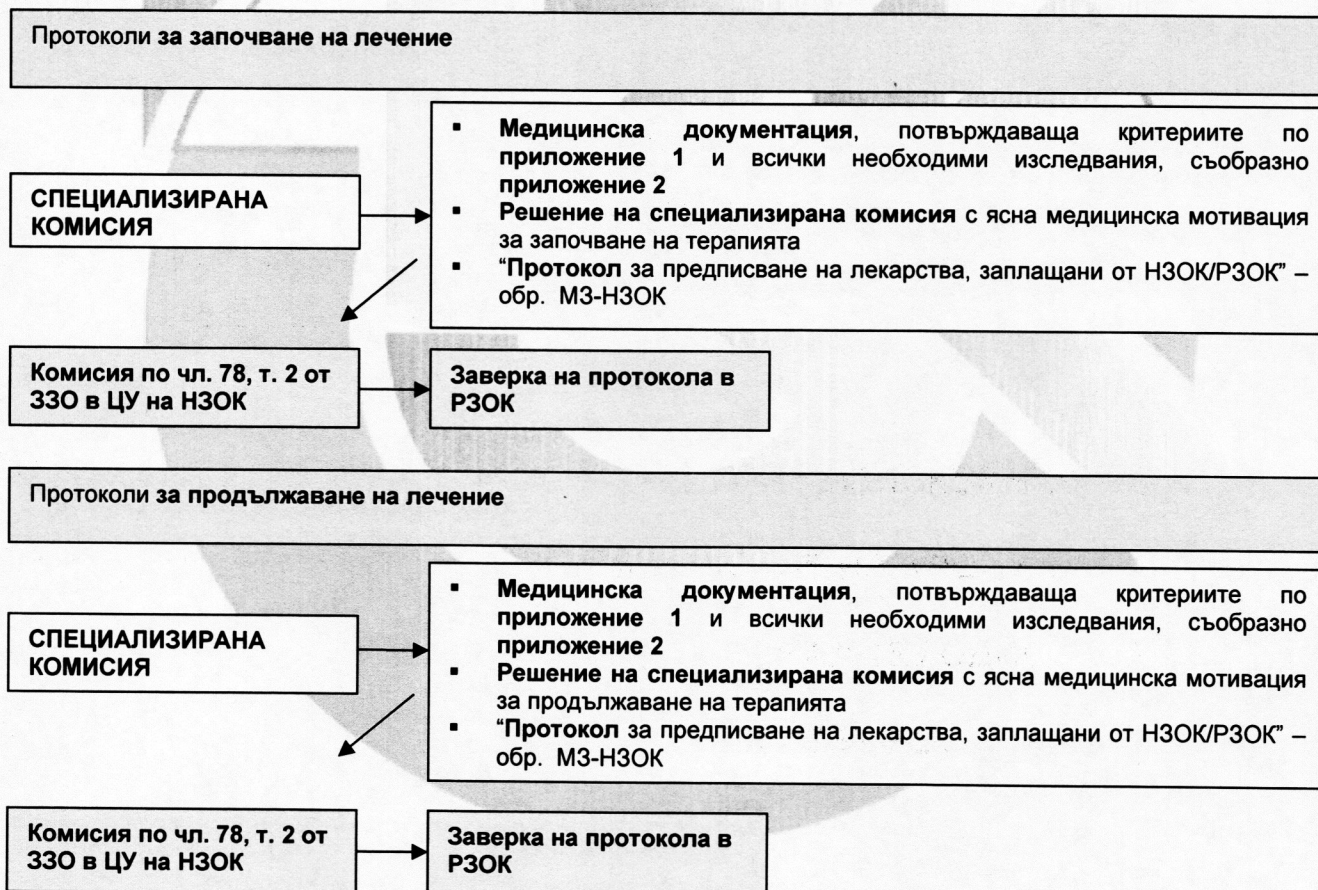 Протоколи за започване на лечение
СПЕЦИАЛИЗИРАНА
КОМИСИЯ
▪ Медицинска документация, потвърждаваща критериите по
приложение 1 и всички необходими изследвания, съобразно
приложение 2
▪ Решение на специализирана комисия с ясна медицинска мотивация
за започване на терапията
▪ "Протокол за предписване на лекарства, заплащани от НЗОК/РЗОК" –
обр. МЗ-НЗОК
Комисия по чл. 78, т. 2 от
ЗЗО в ЦУ на НЗОК
Заверка на протокола в
РЗОК
Протоколи за продължаване на лечение
СПЕЦИАЛИЗИРАНА
КОМИСИЯ
▪ Медицинска документация, потвърждаваща критериите по
приложение 1 и всички необходими изследвания, съобразно
приложение 2
▪ Решение на специализирана комисия с ясна медицинска мотивация
за продължаване на терапията
▪ "Протокол за предписване на лекарства, заплащани от НЗОК/РЗОК" –
обр. МЗ-НЗОК
Комисия по чл. 78, т. 2 от
ЗЗО в ЦУ на НЗОК
Заверка на протокола в
РЗОК